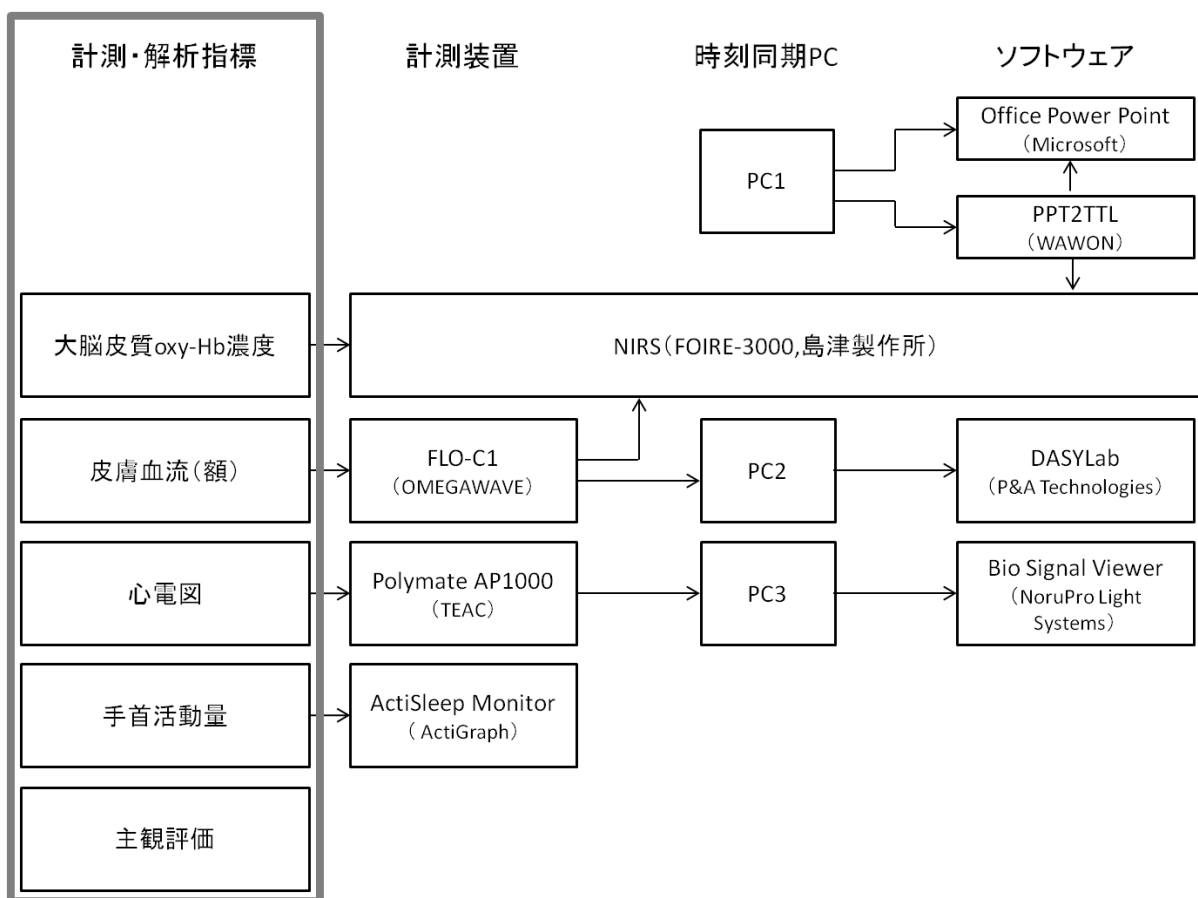 計測・解析指標
計測装置
時刻同期PC
ソフトウェア
PC1
Office Power Point
（Microsoft）
PPT2TTL
（WAWON）
大脳皮質oxy-Hb濃度
NIRS（FOIRE-3000,島津製作所）
皮膚血流（額）
FLO-C1
（OMEGAWAVE）
PC2
DASYLab
（P&A Technologies）
心電図
Polymate AP1000
（TEAC）
PC3
Bio Signal Viewer
（NoruPro Light
Systems）
手首活動量
ActiSleep Monitor
（ ActiGraph）
主観評価